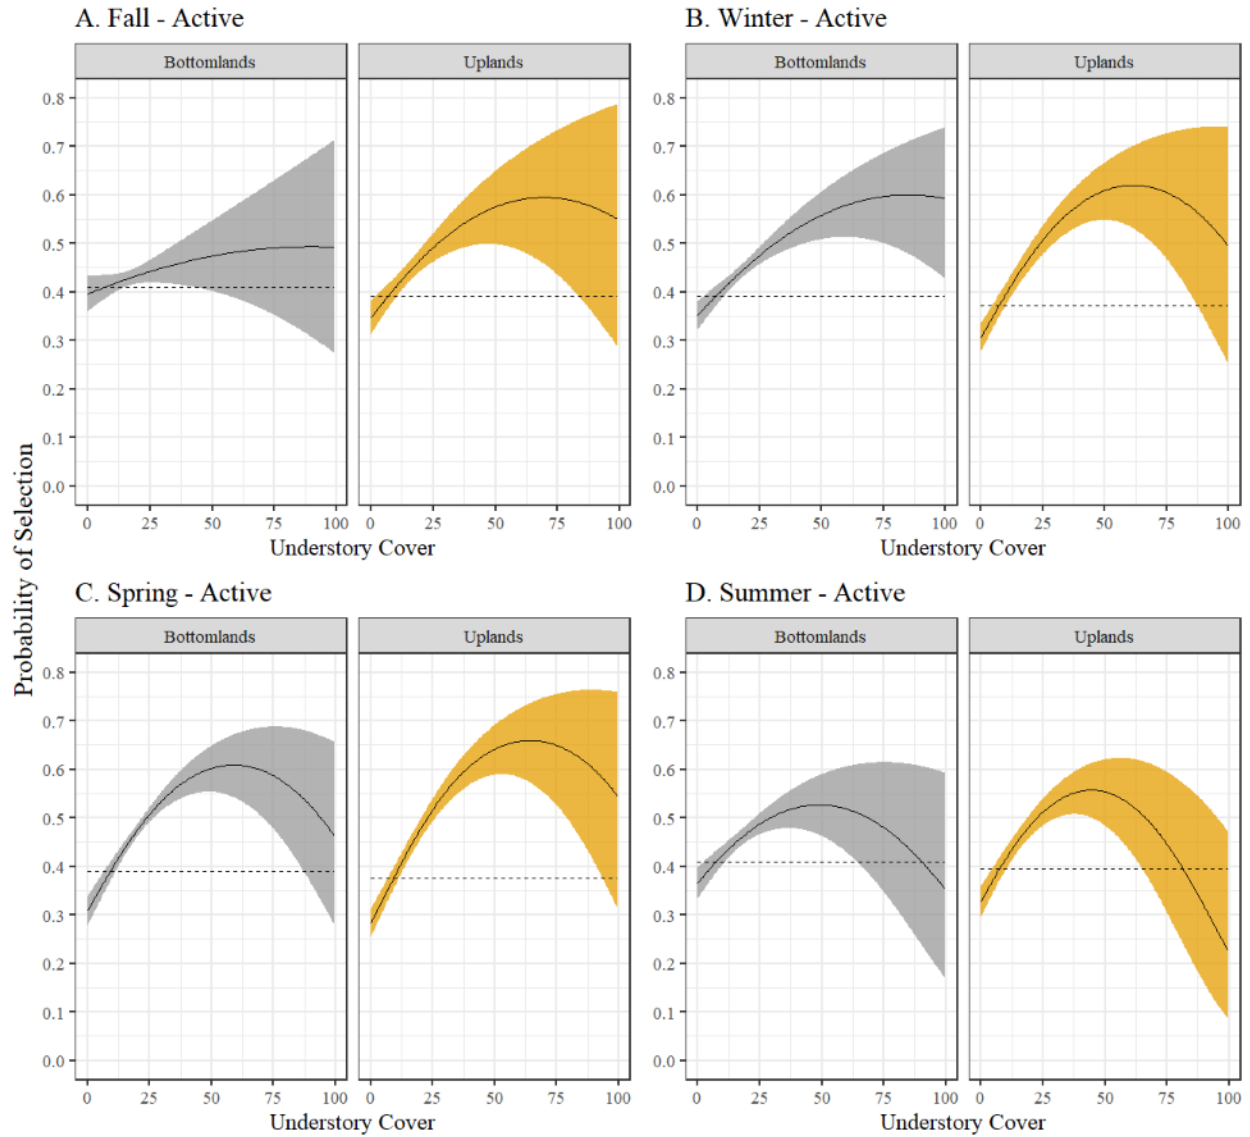 A. Fall - Active
B. Winter - Active
Bottomlands
Uplands
Bottomlands
Uplands
0.8
0.7
0.6
0.5
0.4
0.3
0.2
0.1
0.0
0 25 50 75 100
0 25 50 75 100
0 25 50 75 100
0 25 50 75 100
Understory Cover
Understory Cover
Probability of Selection
C. Spring - Active
D. Summer - Active
Bottomlands
Uplands
Bottomlands
Uplands
0.8
0.7
0.6
0.5
0.4
0.3
0.2
0.1
0.0
0 25 50 75 100
0 25 50 75 100
0 25 50 75 100
0 25 50 75 100
Understory Cover
Understory Cover
0.8
0.7
0.6
0.5
0.4
0.3
0.2
0.1
0.0
0.8
0.7
0.6
0.5
0.4
0.3
0.2
0.1
0.0